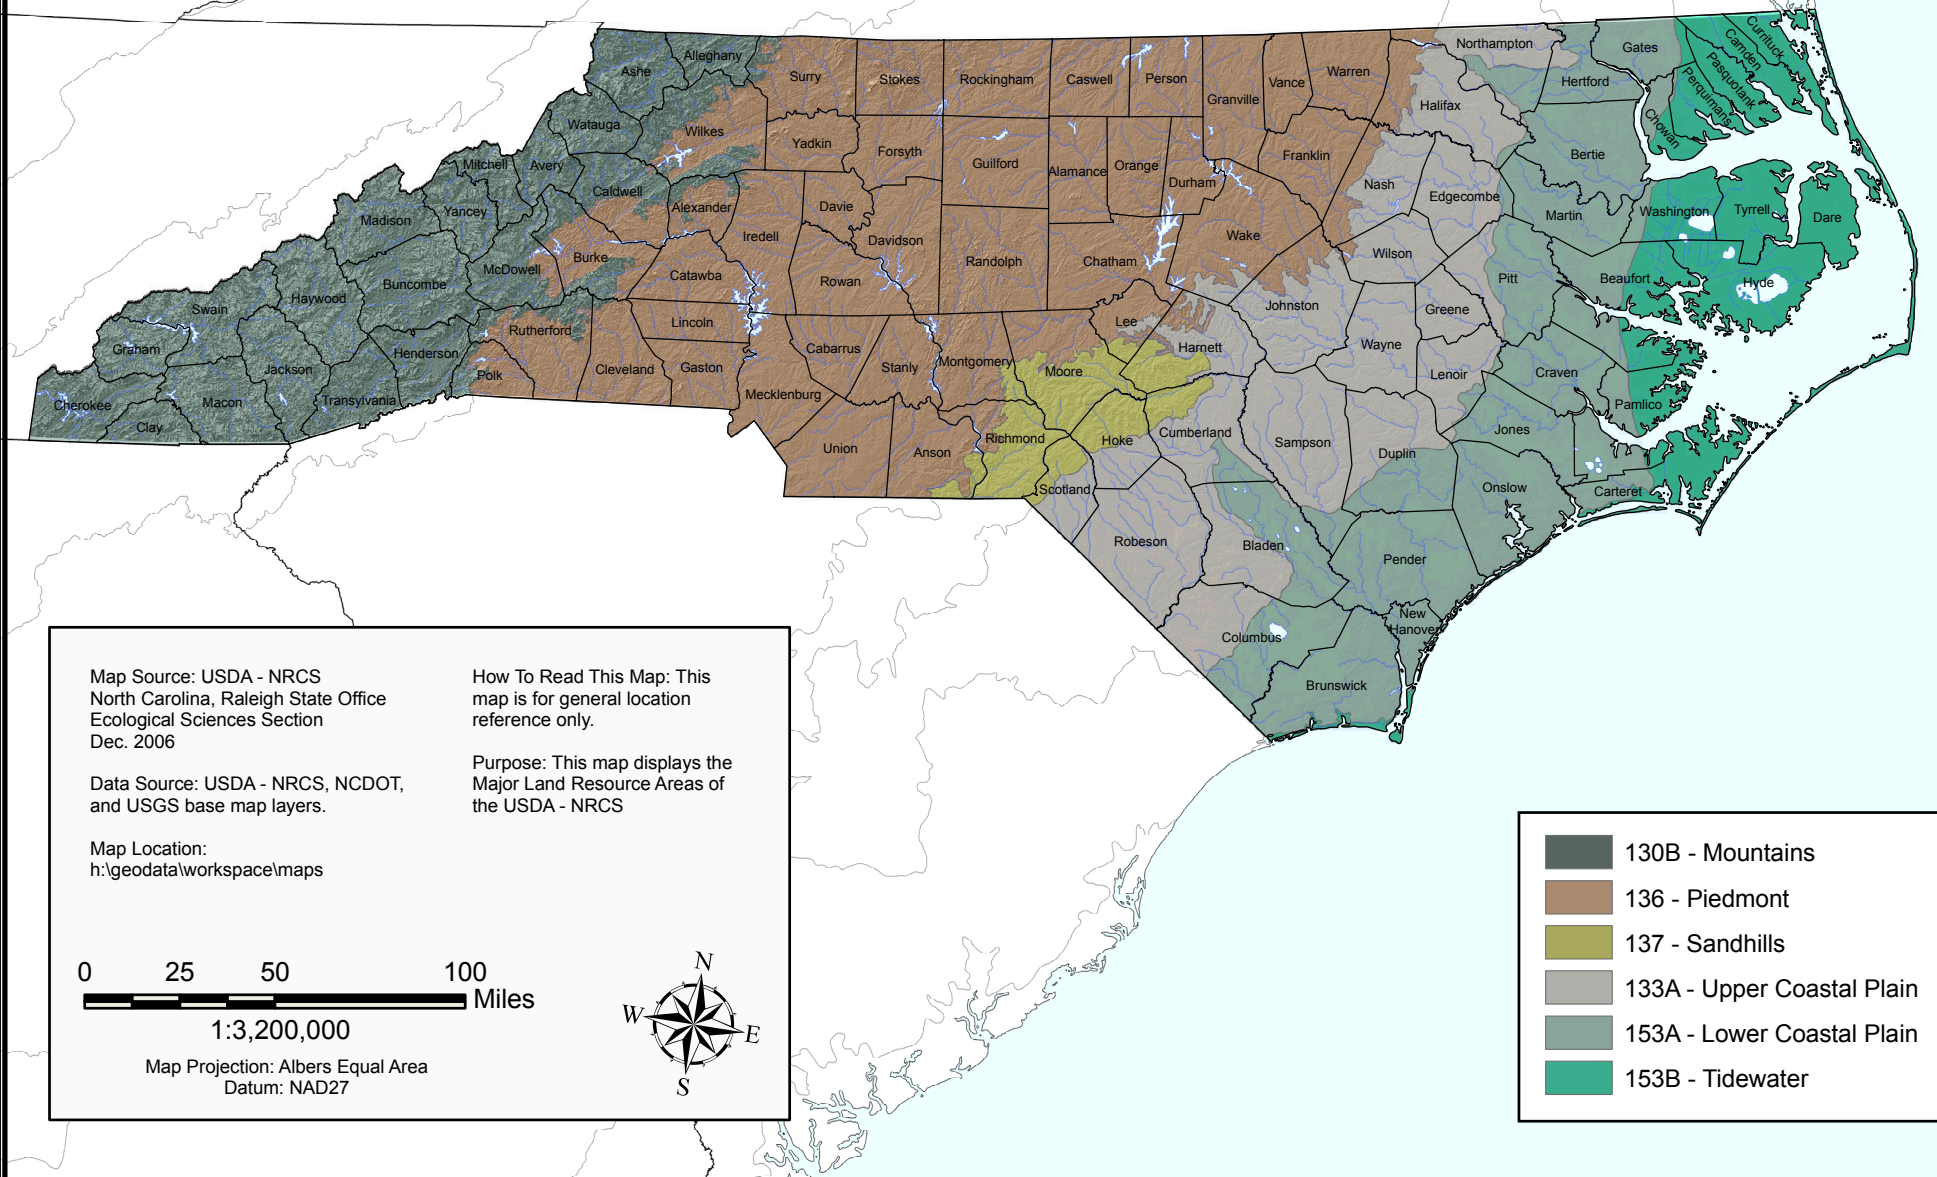 Alleghany
Ashe
Surry
Stokes
Rockingham
Caswell
Person
Granville
Vance
Warren
Northampton
Gates
Currituck
Camden
Pasquotank
Perquimans
Hertford
Halifax
Chowan
Watauga
Wilkes
Yadkin
Forsyth
Guilford
Alamance
Orange
Durham
Franklin
Nash
Edgecombe
Bertie
Mitchell
Avery
Caldwell
Alexander
Davie
Iredell
Davidson
Randolph
Chatham
Wake
Wilson
Martin
Washington
Tyrrell
Dare
Madison
Yancey
Burke
McDowell
Catawba
Rowan
Buncombe
Haywood
Swain
Johnston
Greene
Pitt
Beaufort
Hyde
Graham
Jackson
Henderson
Rutherford
Lincoln
Cabarrus
Stanly
Montgomery
Lee
Harnett
Wayne
Lenoir
Craven
Pamlico
Cherokee
Clay
Macon
Transylvania
Polk
Cleveland
Gaston
Mecklenburg
Moore
Richmond
Hoke
Cumberland
Sampson
Duplin
Jones
Union
Anson
Scotland
Onslow
Carteret
Robeson
Bladen
Pender
New
Hanover
Columbus
Brunswick
Map Source: USDA - NRCS
North Carolina, Raleigh State Office
Ecological Sciences Section
Dec. 2006
Data Source: USDA - NRCS, NCDOT,
and USGS base map layers.
Map Location:
h:\geodata\workspace\maps
How To Read This Map: This
map is for general location
reference only.
Purpose: This map displays the
Major Land Resource Areas of
the USDA - NRCS
0 25 50 100
Miles
1:3,200,000
Map Projection: Albers Equal Area
Datum: NAD27
N
W
E
S
130B - Mountains
136 - Piedmont
137 - Sandhills
133A - Upper Coastal Plain
153A - Lower Coastal Plain
153B - Tidewater